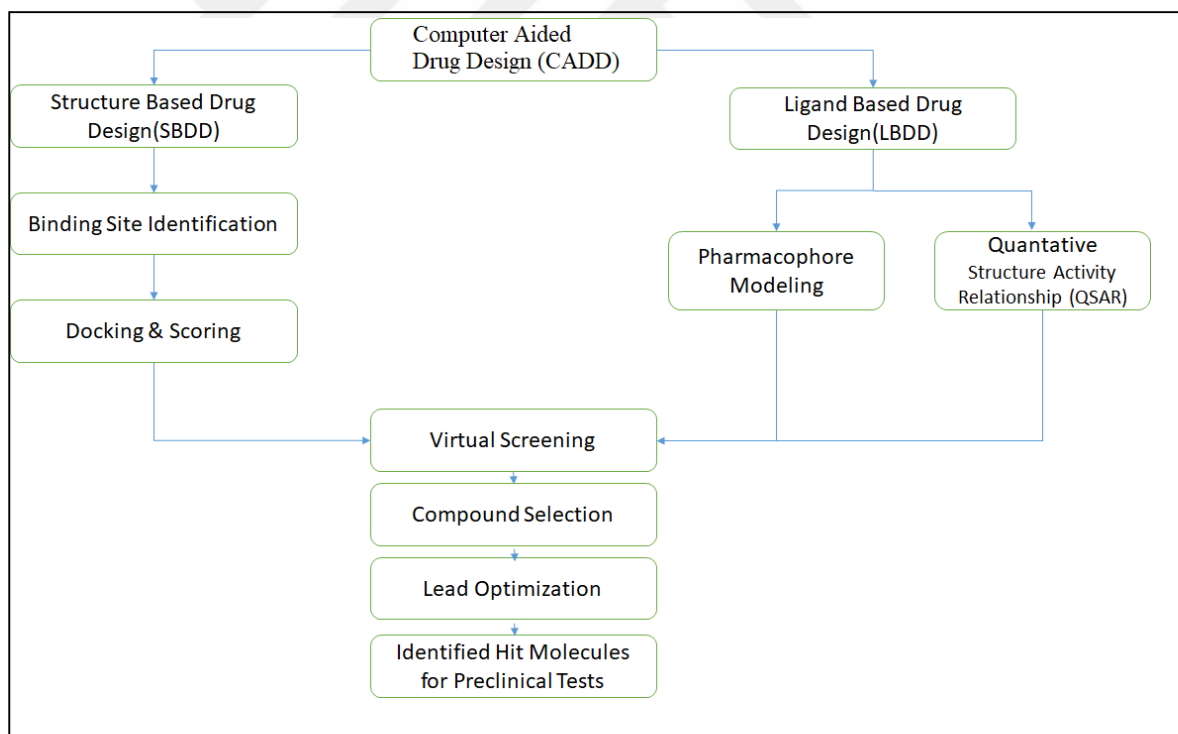 Computer Aided
Drug Design (CADD)
Structure Based Drug
Design(SBDD)
Ligand Based Drug
Design(LBDD)
Binding Site Identification
Pharmacophore
Modeling
Quantative
Structure Activity
Relationship (QSAR)
Docking & Scoring
Virtual Screening
Compound Selection
Lead Optimization
Identified Hit Molecules
for Preclinical Tests